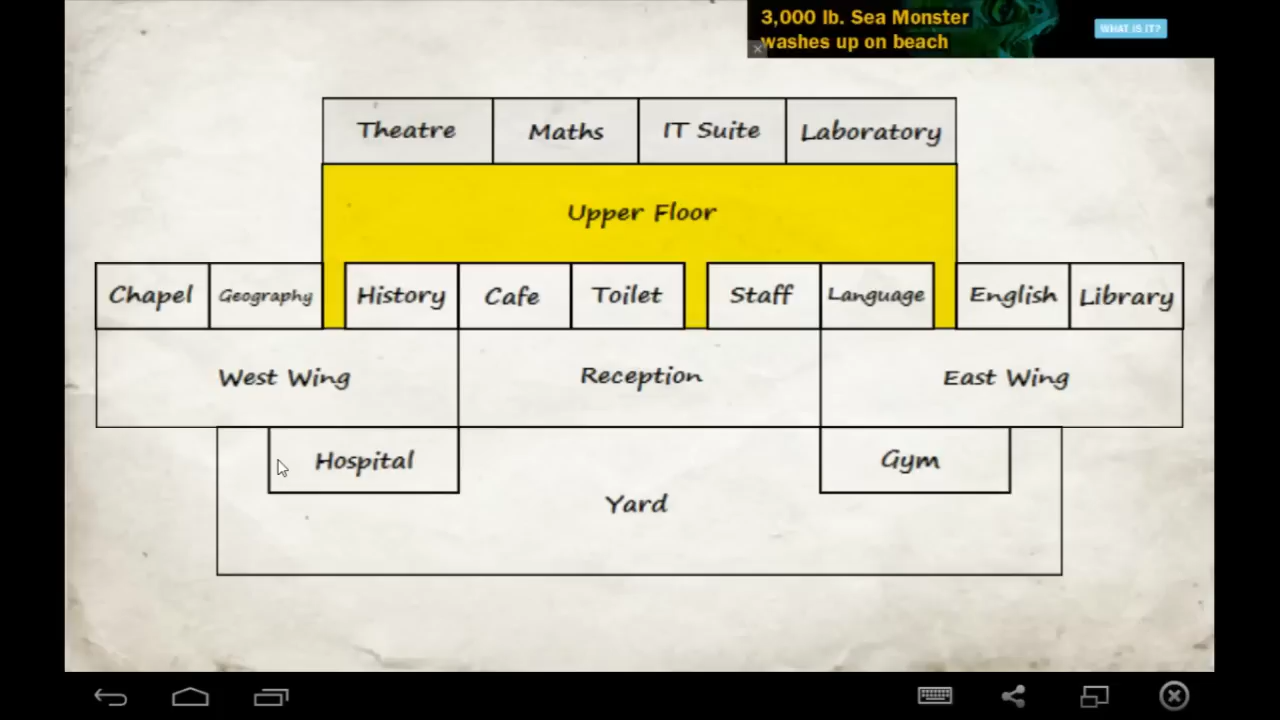 3,000 lb. Sea Monster
washes up on beach
WHAT IS IT?
Theatre
Maths
IT Suite
Laboratory
Upper Floor
Chapel
Geography
History
Cafe
Toilet
Staff
Language
English
Library
West Wing
Reception
East Wing
Hospital
Gym
Yard